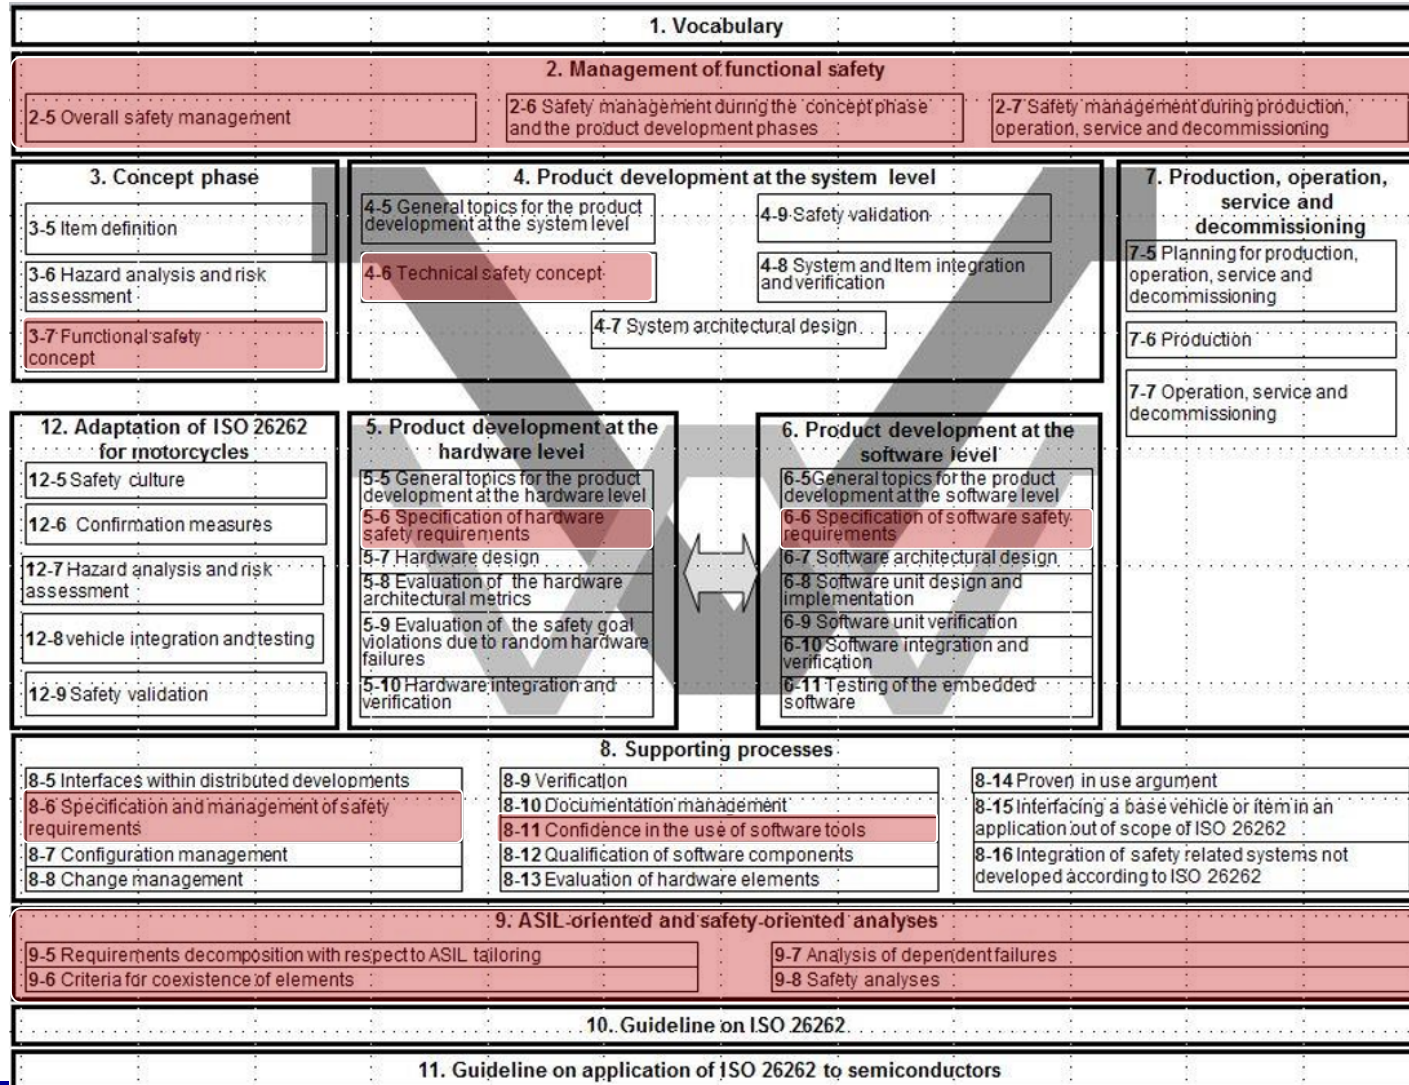 1. Vocabulary
2. Management of functional safety
2-5 Overall safety management
2-6 Safety management during the concept phase
and the product development phases
2-7 Safety management during production,
operation, service and decommissioning
3. Concept phase
3-5 Item definition
3-6 Hazard analysis and risk
assessment
3-7 Functional safety
concept
4. Product development at the system level
4-5 General topics for the product
development at the system level
4-6 Technical safety concept
4-9 Safety validation
4-8 System and Item integration
and verification
4-7 System architectural design
7. Production, operation,
service and
decommissioning
7-5 Planning for production,
operation, service and
decommissioning
7-6 Production
7-7 Operation, service and
decommissioning
12. Adaptation of ISO 26262
for motorcycles
12-5 Safety culture
12-6 Confirmation measures
12-7 Hazard analysis and risk
assessment
12-8 vehicle integration and testing
12-9 Safety validation
5. Product development at the
hardware level
5-5 General topics for the product
development at the hardware level
5-6 Specification of hardware
safety requirements
5-7 Hardware design
5-8 Evaluation of the hardware
architectural metrics
5-9 Evaluation of the safety goal
violations due to random hardware
failures
5-10 Hardware integration and
verification
6. Product development at the
software level
6-5 General topics for the product
development at the software level
6-6 Specification of software safety
requirements
6-7 Software architectural design
6-8 Software unit design and
implementation
6-9 Software unit verification
6-10 Software integration and
verification
6-11 Testing of the embedded
software
8. Supporting processes
8-5 Interfaces within distributed developments
8-6 Specification and management of safety
requirements
8-7 Configuration management
8-8 Change management
8-9 Verification
8-10 Documentation management
8-11 Confidence in the use of software tools
8-12 Qualification of software components
8-13 Evaluation of hardware elements
8-14 Proven in use argument
8-15 Interfacing a base vehicle or item in an
application out of scope of ISO 26262
8-16 Integration of safety related systems not
developed according to ISO 26262
9. ASIL-oriented and safety-oriented analyses
9-5 Requirements decomposition with respect to ASIL tailoring
9-6 Criteria for coexistence of elements
9-7 Analysis of dependent failures
9-8 Safety analyses
10. Guideline on ISO 26262
11. Guideline on application of ISO 26262 to semiconductors